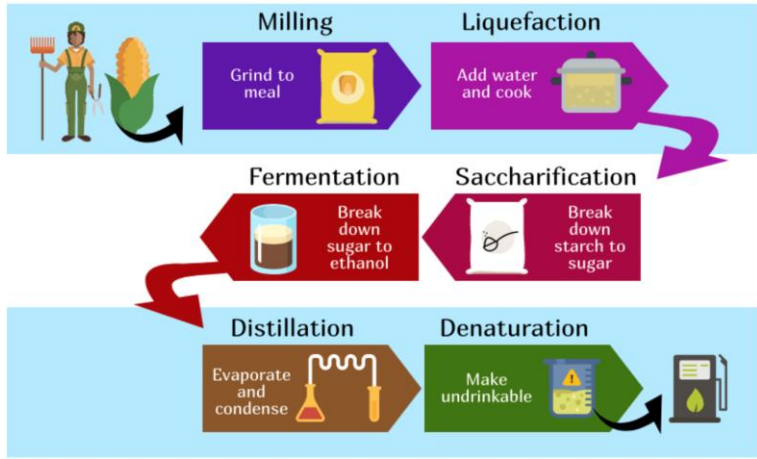 Milling
Grind to
meal
Liquefaction
Add water
and cook
Saccharification
Break
down
starch to
sugar
Fermentation
Break
down
sugar to
ethanol
Distillation
Evaporate
and
condense
Denaturation
Make
undrinkable